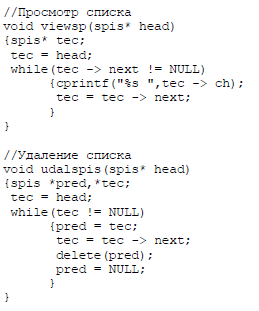 //Просмотр списка
void viewsp(spis* head)
{spis* tec;
 tec = head;
 while(tec -> next != NULL)
      {cprintf("%s ",tec -> ch);
       tec = tec -> next;
      }
}

//Удаление списка
void udalspis(spis* head)
{spis *pred,*tec;
 tec = head;
 while(tec != NULL)
      {pred = tec;
       tec = tec -> next;
       delete(pred);
       pred = NULL;
      }
}